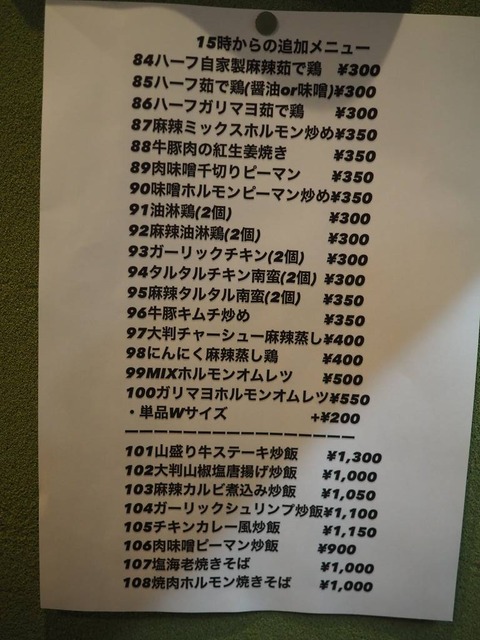 15時からの追加メニュー
84ハーフ自家製麻辣茹で鶏 ¥300
85ハーフ茹で鶏(醤油or味噌)¥300
86ハーフガリマヨ茹で鶏 ¥300
87麻辣ミックスホルモン炒め¥350
88牛豚肉の紅生姜焼き ¥350
89肉味噌千切りピーマン ¥350
90味噌ホルモンピーマン炒め¥350
91油淋鶏(2個) ¥300
92麻辣油淋鶏(2個) ¥300
93ガーリックチキン(2個) ¥300
94タルタルチキン南蛮(2個) ¥300
95麻辣タルタル南蛮(2個) ¥350
96牛豚キムチ炒め ¥350
97大判チャーシュー麻辣蒸し¥400
98にんにく麻辣蒸し鶏 ¥400
99MIXホルモンオムレツ ¥500
100ガリマヨホルモンオムレツ¥550
・単品Wサイズ +¥200
ーーーーーーーーーーーーーーーー
101山盛り牛ステーキ炒飯 ¥1,300
102大判山椒塩唐揚げ炒飯 ¥1,000
103麻辣カルビ煮込み炒飯 ¥1,050
104ガーリックシュリンプ炒飯¥1,100
105チキンカレー風炒飯 ¥1,150
106肉味噌ピーマン炒飯 ¥900
107塩海老焼きそば ¥1,000
108焼肉ホルモン焼きそば ¥1,000